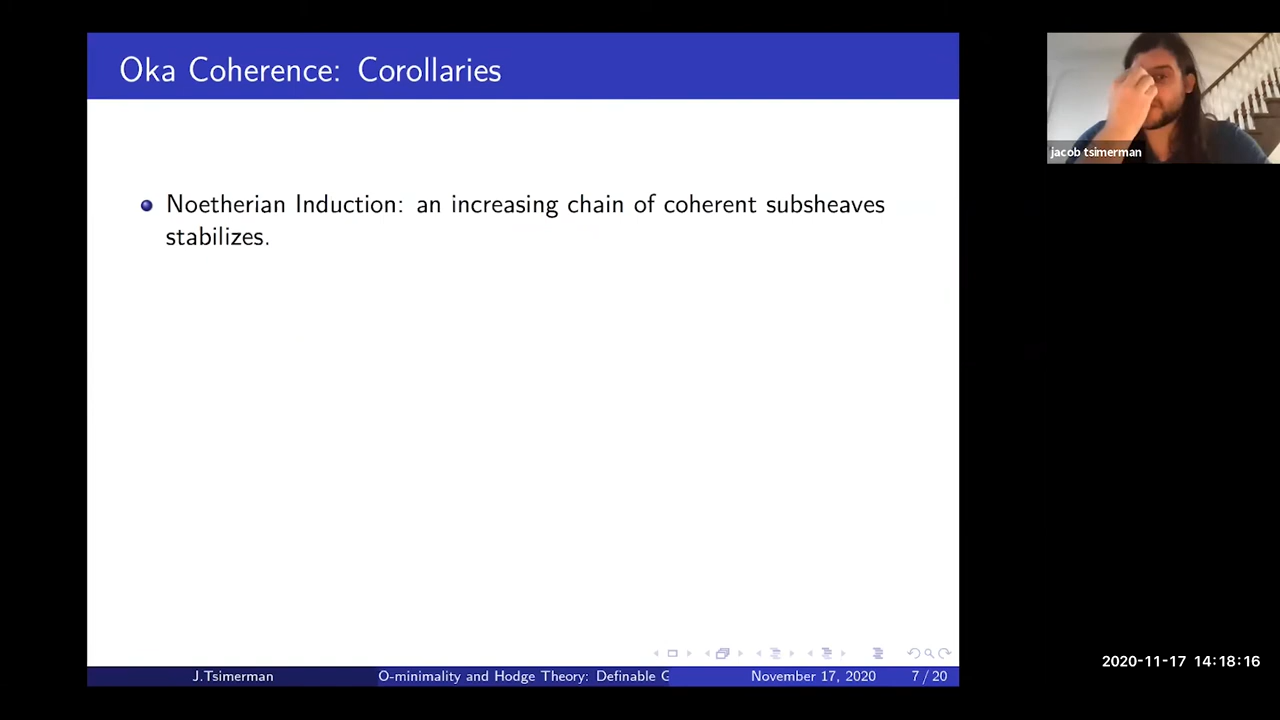 Oka Coherence: Corollaries
jacob tsimerman
Noetherian Induction: an increasing chain of coherent subsheaves
stabilizes.
2020-11-17 14:18:16
J.Tsimerman
O-minimality and Hodge Theory: Definable G
November 17, 2020
7 / 20